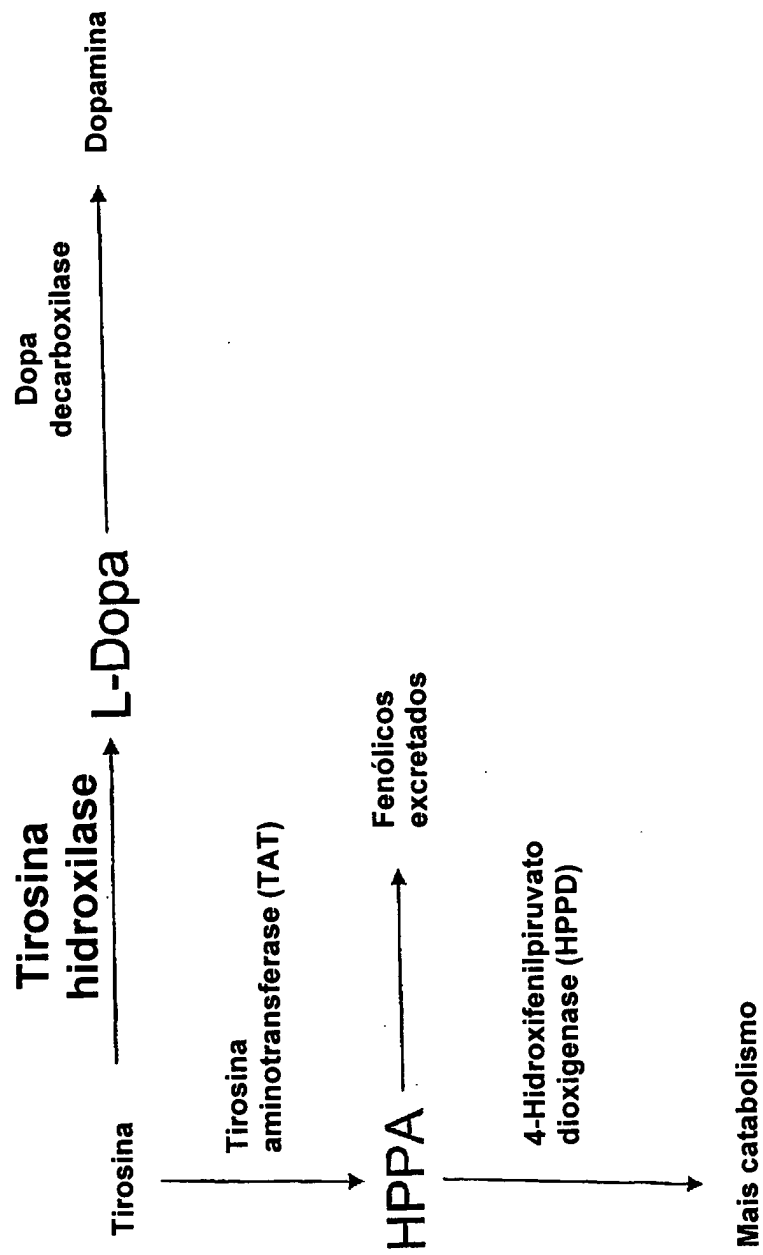 Tirosina
Tirosina
hidroxilase
L-Dopa
Dopa
decarboxilase
Dopamina
Tirosina
aminotransferase (TAT)
HPPA
Fenólicos
excretados
4-Hidroxifenilpiruvato
dioxigenase (HPPD)
Mais catabolismo